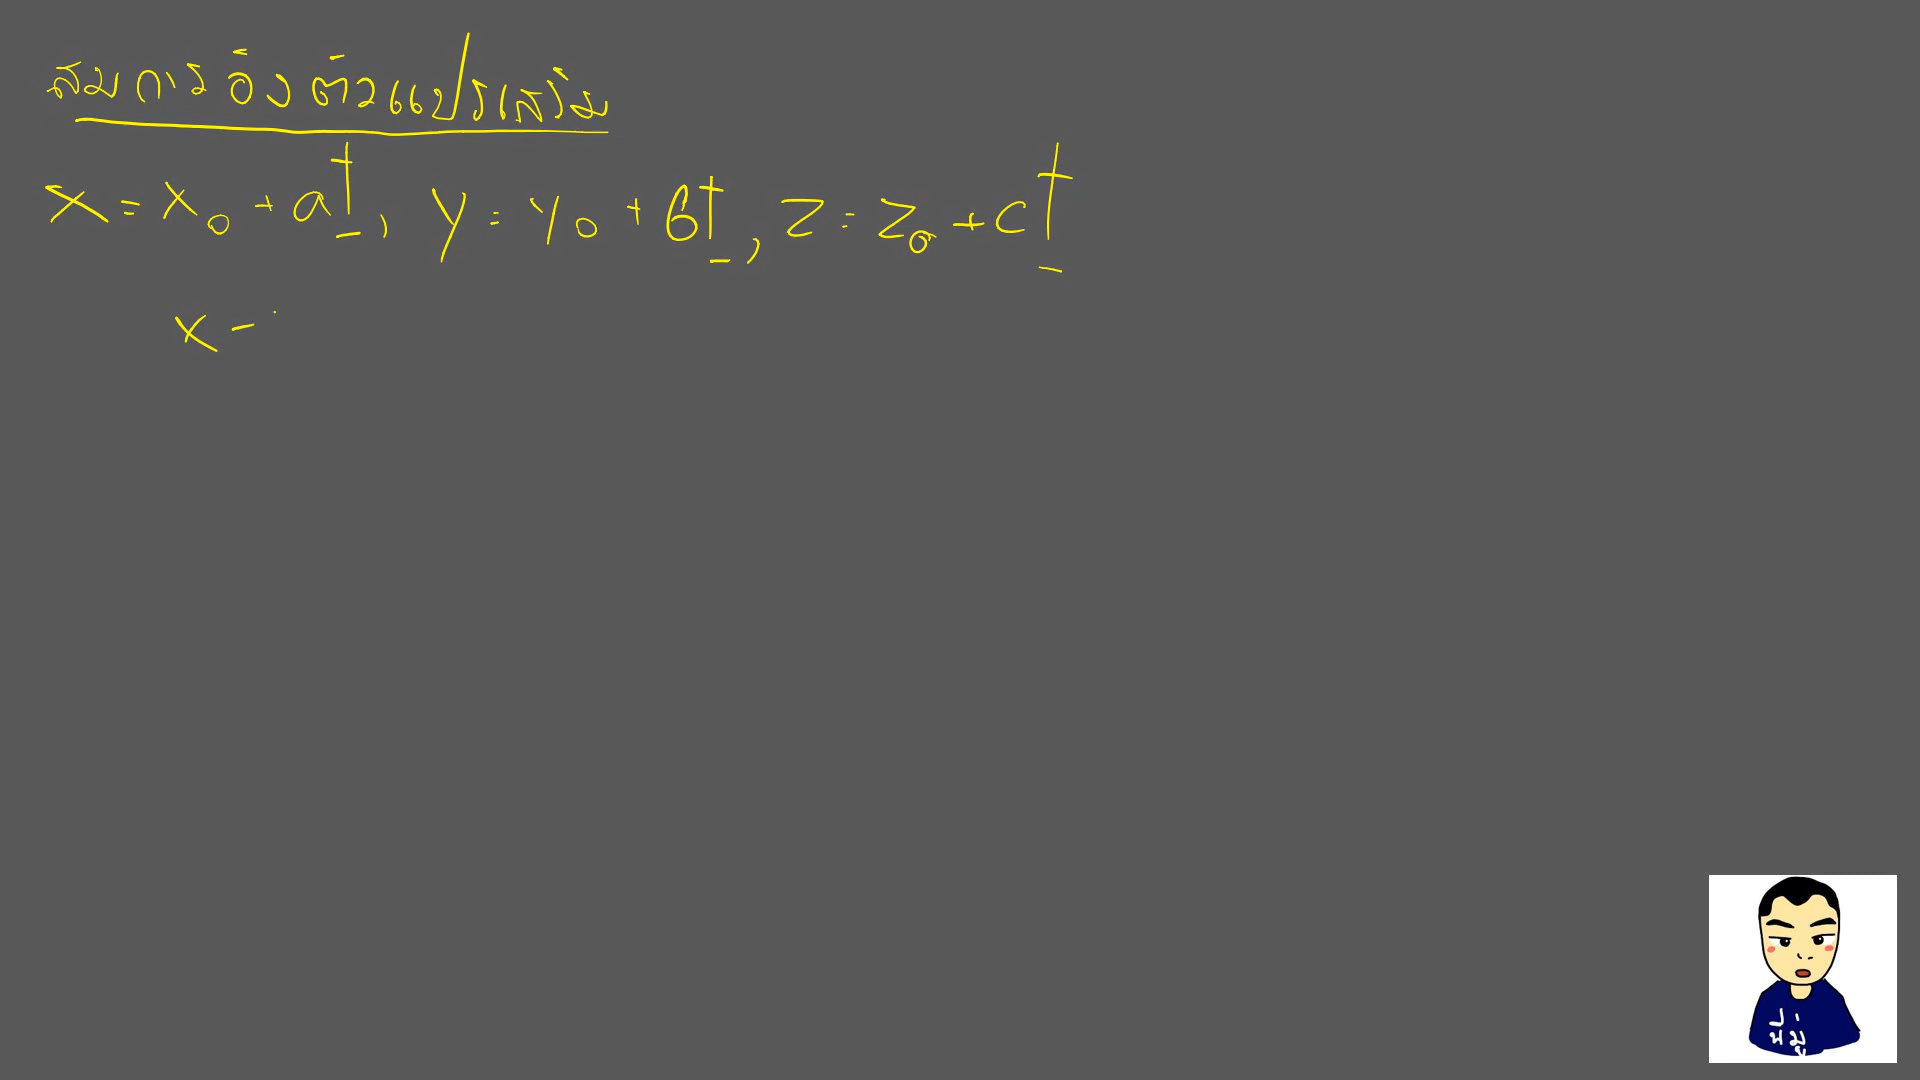 สมการอิงตัวแปรเสริม
x = x₀ + at, y = y₀ + bt, z = z₀ + ct
x -
พี่
หมู